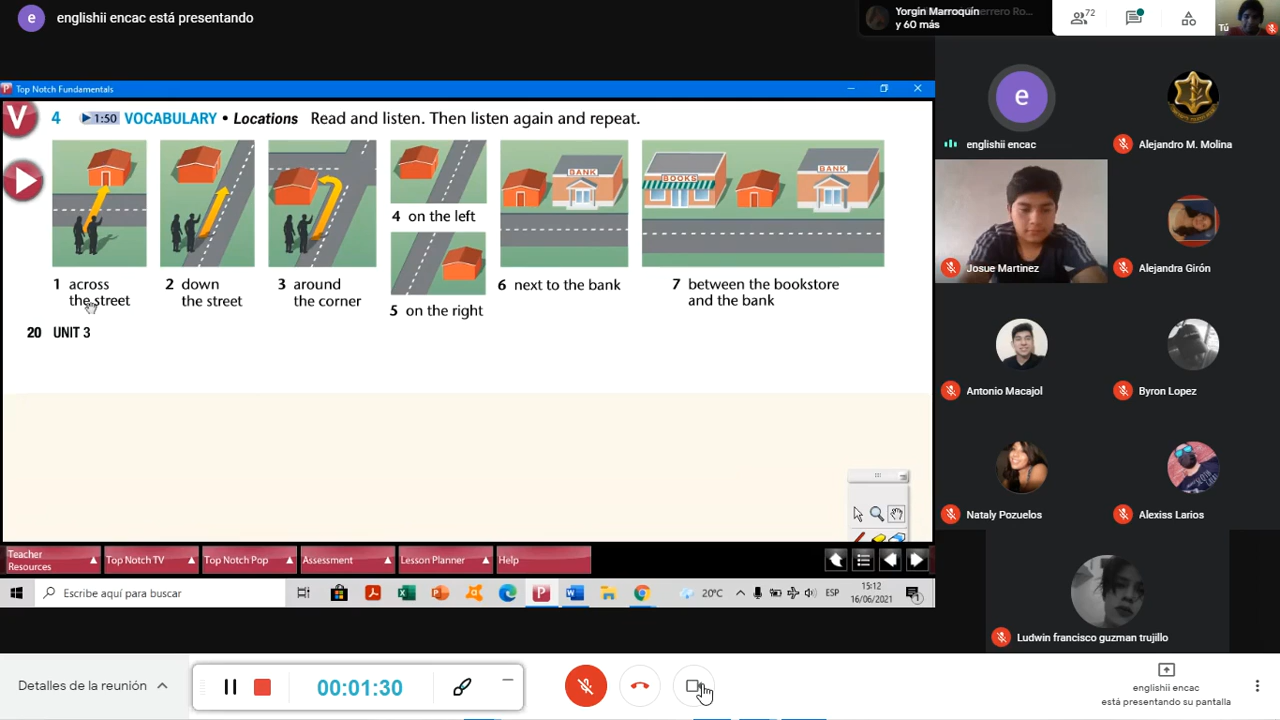 e englishii encac está presentando
Yorgin Marroquín
y 60 más
72
Tú
Top Notch Fundamentals
V
4 1:50 VOCABULARY • Locations Read and listen. Then listen again and repeat.
BANK
BOOKS
BANK
1 across
the street
2 down
the street
3 around
the corner
4 on the left
5 on the right
6 next to the bank
7 between the bookstore
and the bank
20 UNIT 3
Teacher
Resources
Top Notch TV
Top Notch Pop
Assessment
Lesson Planner
Help
Escribe aquí para buscar
20°C
ESP
15:12
16/06/2021
1
e
englishii encac
Alejandro M. Molina
Josue Martinez
Alejandra Girón
Antonio Macajol
Byron Lopez
Nataly Pozuelos
Alexiss Larios
Ludwin francisco guzman trujillo
Detalles de la reunión
00:01:30
englishii encac
está presentando su pantalla